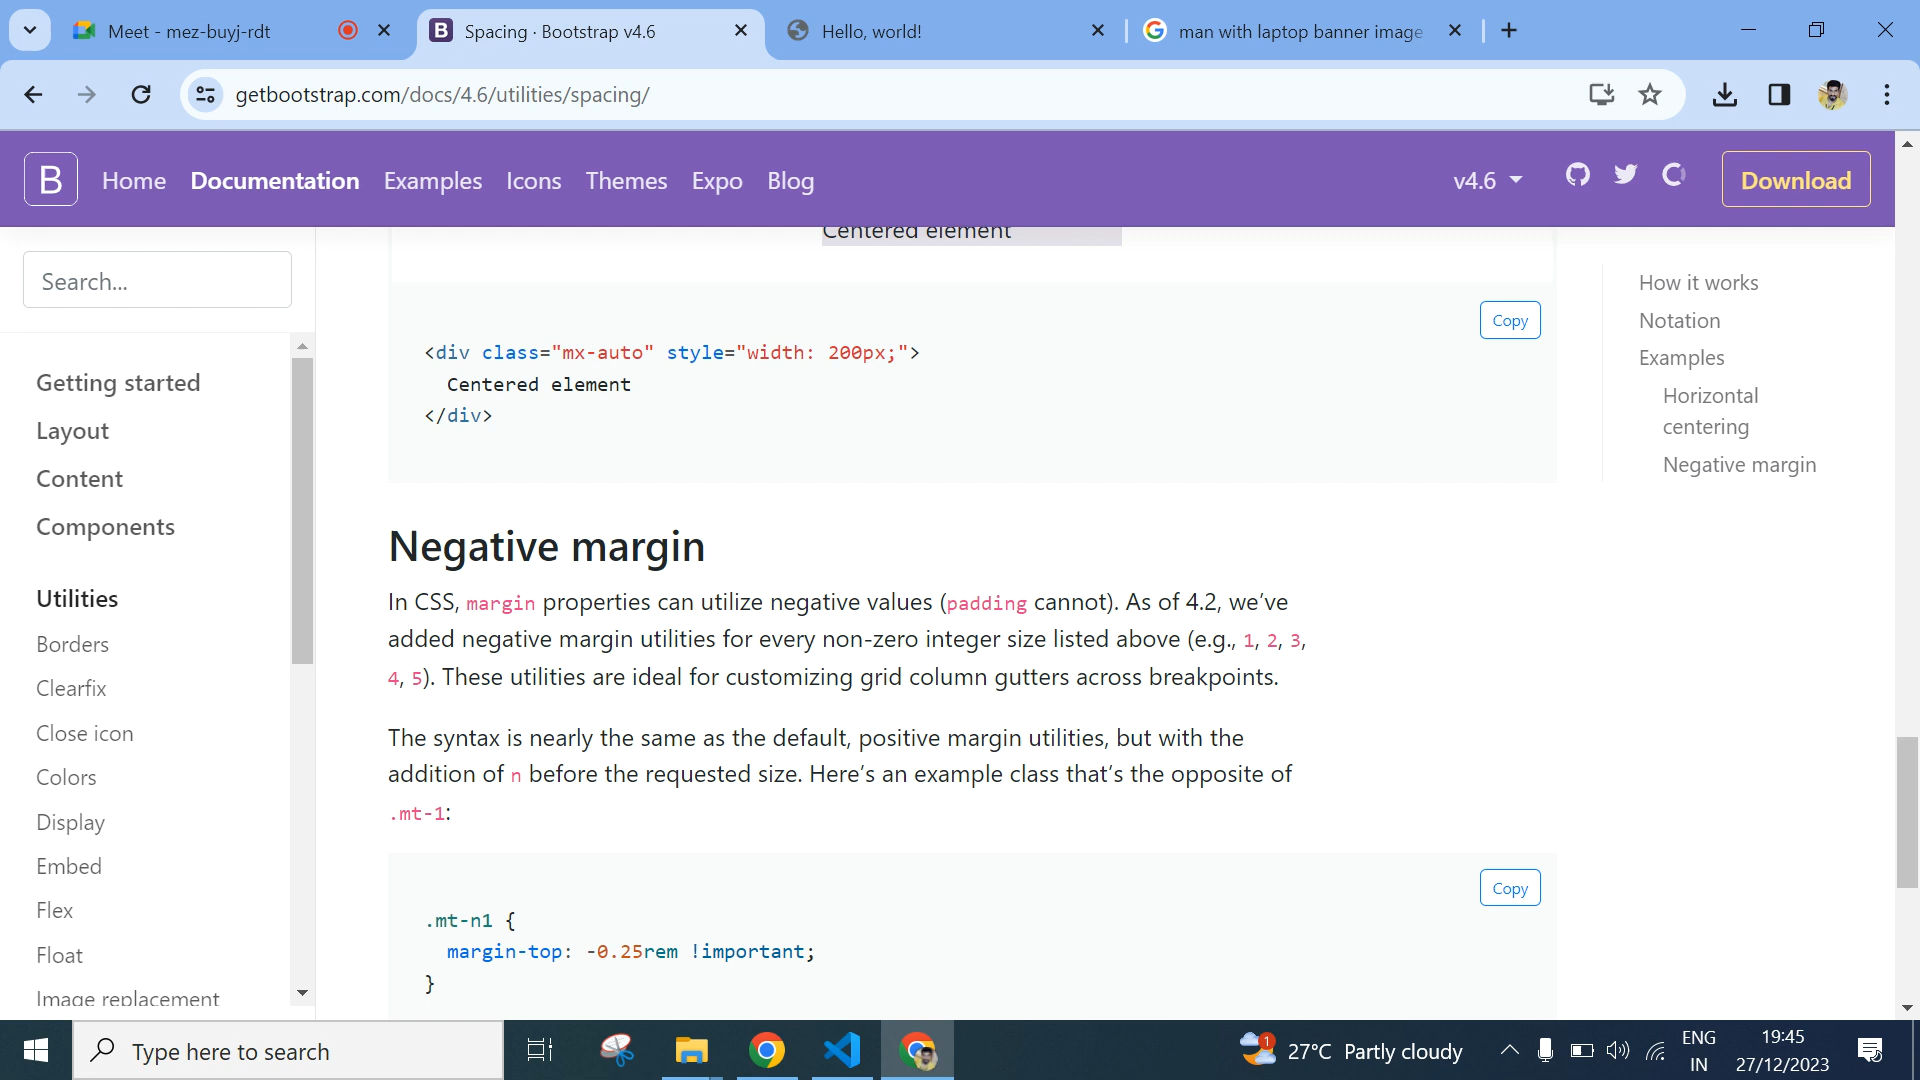 Meet - mez-buyj-rdt
Spacing · Bootstrap v4.6
Hello, world!
man with laptop banner image
getbootstrap.com/docs/4.6/utilities/spacing/
B Home Documentation Examples Icons Themes Expo Blog v4.6 Download
Search...
Getting started
Layout
Content
Components
Utilities
Borders
Clearfix
Close icon
Colors
Display
Embed
Flex
Float
Image replacement
Centered element
Copy
<div class="mx-auto" style="width: 200px;">
Centered element
</div>
Negative margin
In CSS, margin properties can utilize negative values (padding cannot). As of 4.2, we’ve
added negative margin utilities for every non-zero integer size listed above (e.g., 1, 2, 3,
4, 5). These utilities are ideal for customizing grid column gutters across breakpoints.
The syntax is nearly the same as the default, positive margin utilities, but with the
addition of n before the requested size. Here’s an example class that’s the opposite of
.mt-1:
Copy
.mt-n1 {
margin-top: -0.25rem !important;
}
How it works
Notation
Examples
Horizontal
centering
Negative margin
Type here to search
1
27°C Partly cloudy
ENG
IN
19:45
27/12/2023